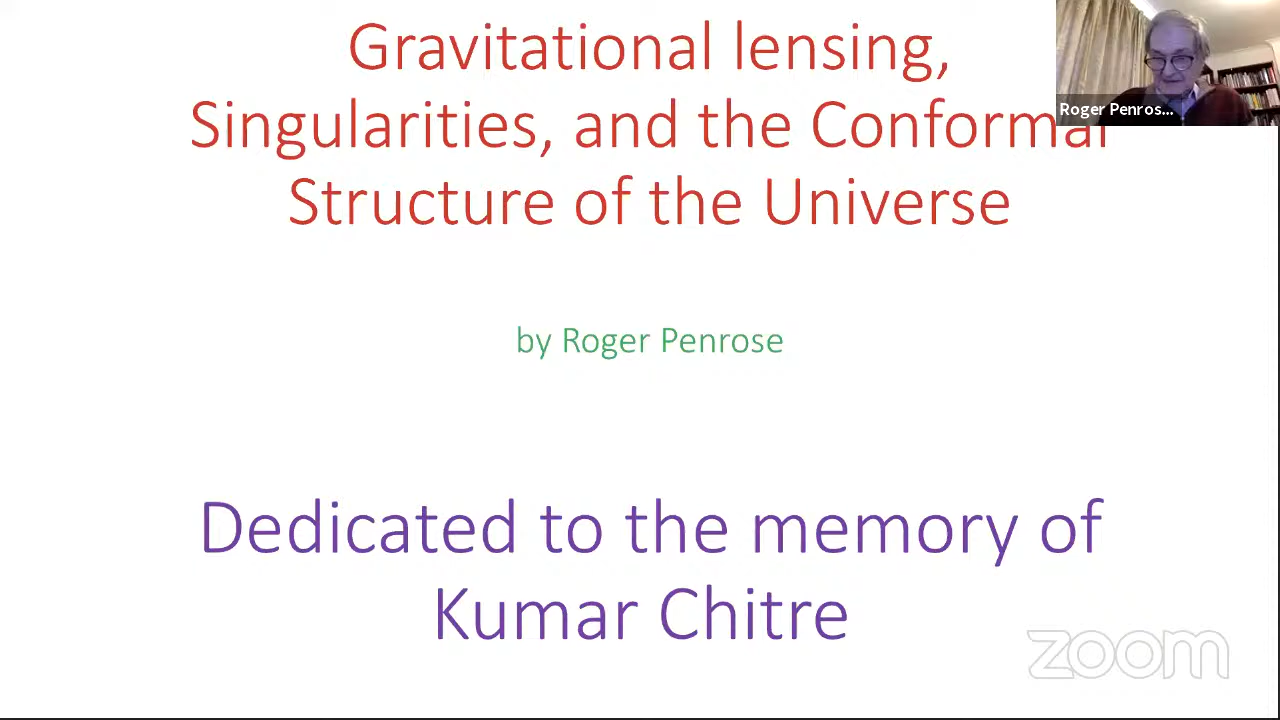 Gravitational lensing,
Singularities, and the Conformal
Structure of the Universe
Roger Penros...
by Roger Penrose
Dedicated to the memory of
Kumar Chitre
zoom